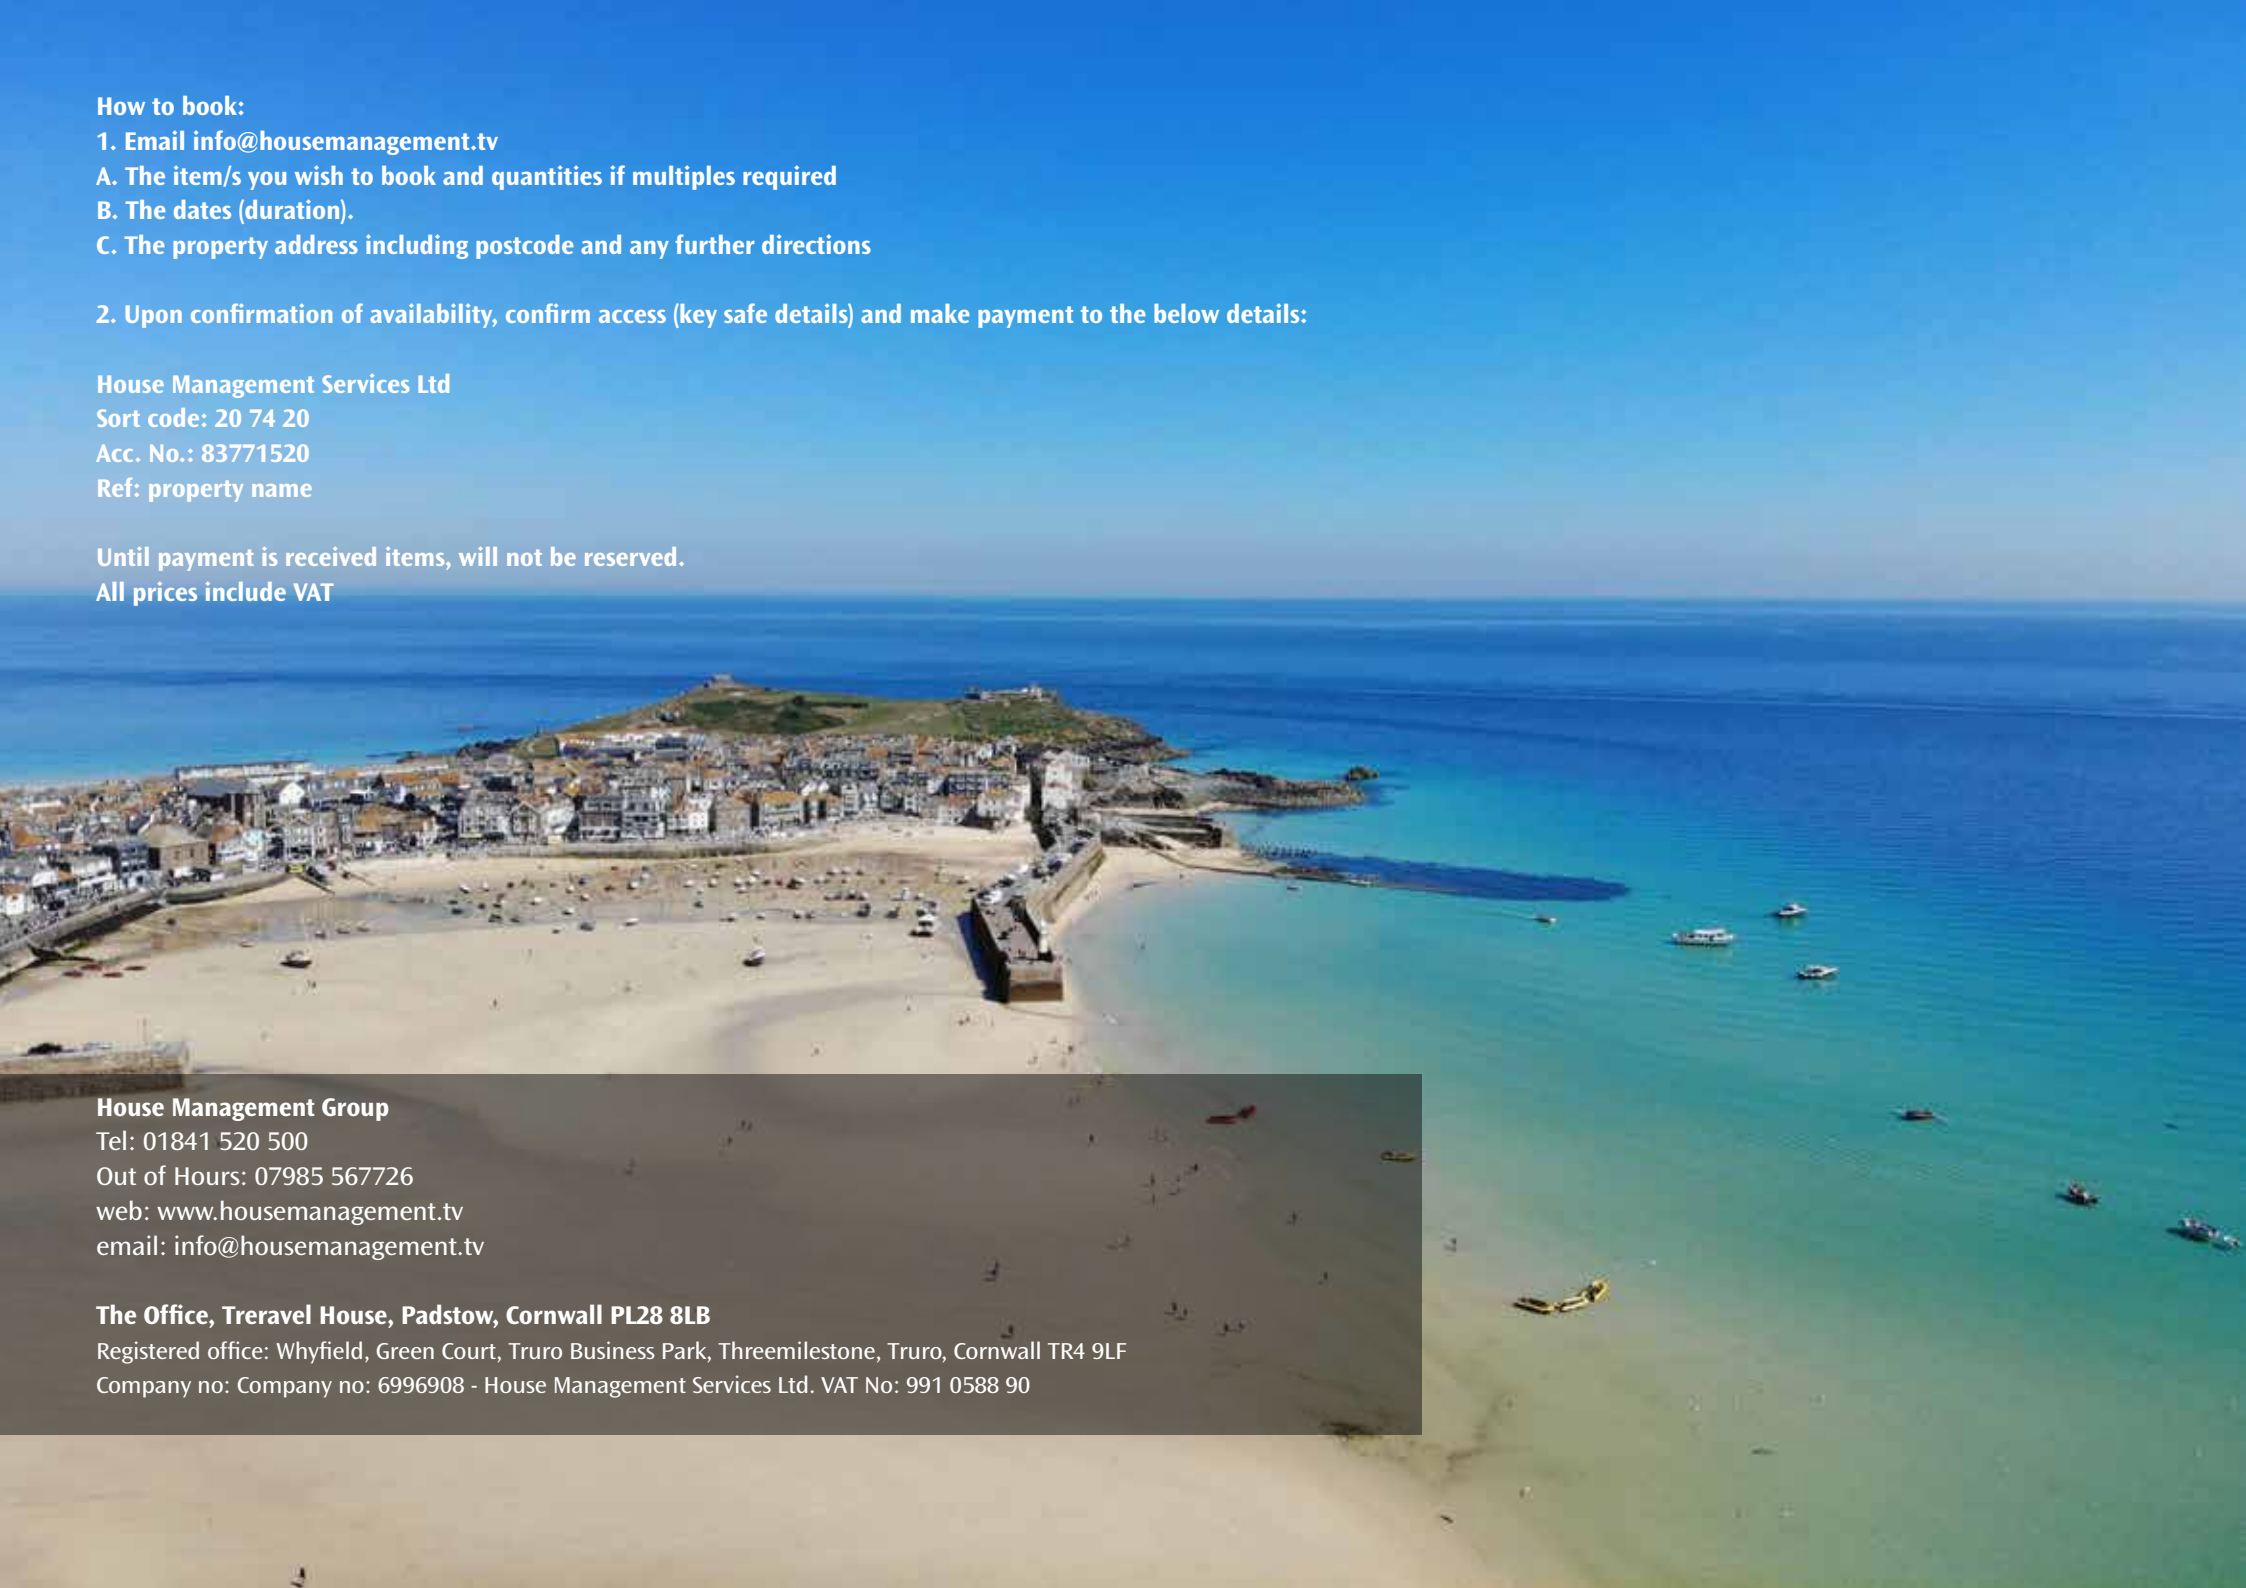 How to book:
1. Email info@housemanagement.tv
A. The item/s you wish to book and quantities if multiples required
B. The dates (duration).
C. The property address including postcode and any further directions
2. Upon confirmation of availability, confirm access (key safe details) and make payment to the below details:
House Management Services Ltd
Sort code: 20 74 20
Acc. No.: 83771520
Ref: property name
Until payment is received items, will not be reserved.
All prices include VAT
House Management Group
Tel: 01841 520 500
Out of Hours: 07985 567726
web: www.housemanagement.tv
email: info@housemanagement.tv
The Office, Treravel House, Padstow, Cornwall PL28 8LB
Registered office: Whyfield, Green Court, Truro Business Park, Threemilestone, Truro, Cornwall TR4 9LF
Company no: Company no: 6996908 - House Management Services Ltd. VAT No: 991 0588 90